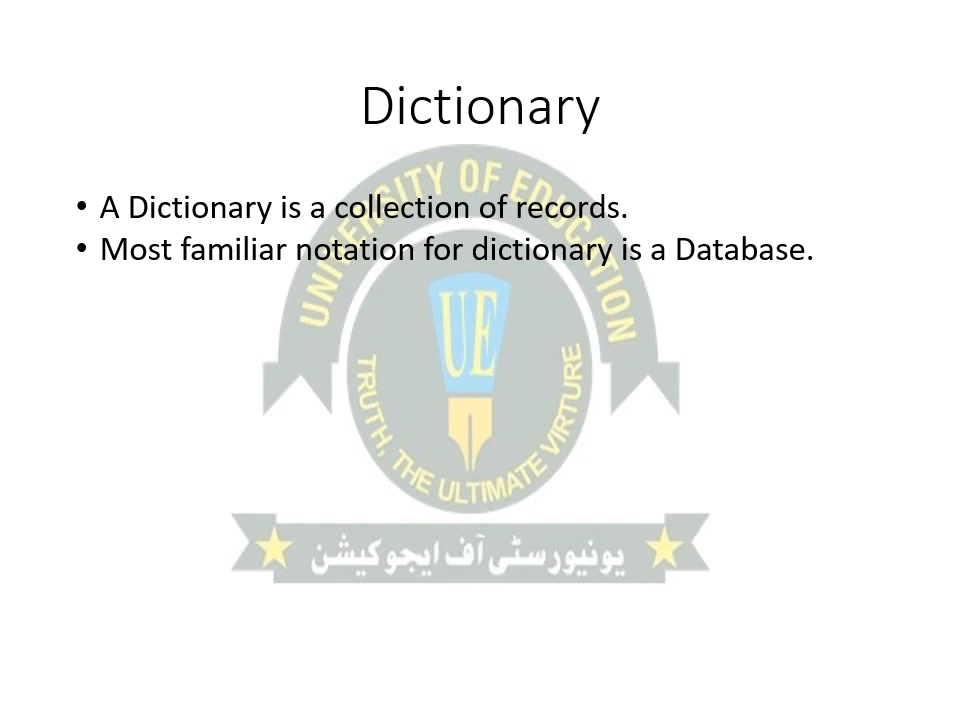 Dictionary
• A Dictionary is a collection of records.
• Most familiar notation for dictionary is a Database.
UNIVERSITY OF EDUCATION
UE
TRUTH, THE ULTIMATE VIRTURE
یونیورسٹی آف ایجوکیشن